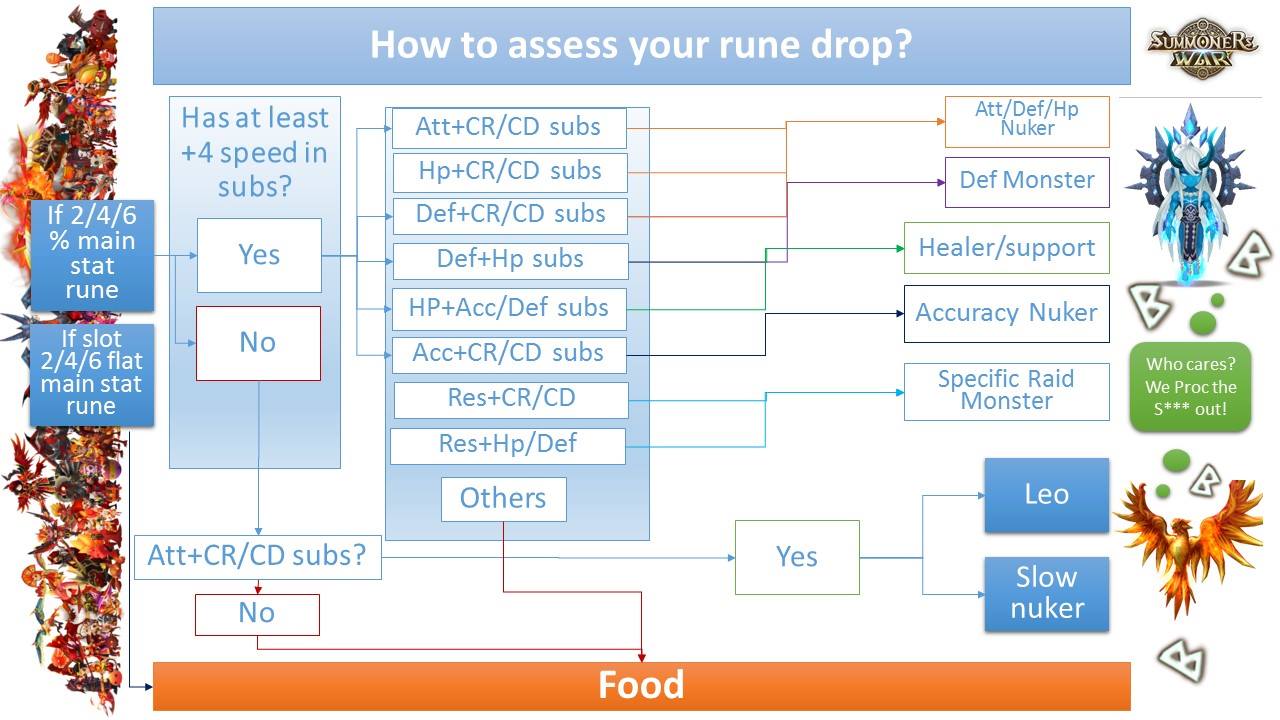 How to assess your rune drop?
SUMMONERS
WAR
Has at least
+4 speed in
subs?
If 2/4/6
% main
stat
rune
If slot
2/4/6 flat
main stat
rune
Yes
No
Att+CR/CD subs
Hp+CR/CD subs
Def+CR/CD subs
Def+Hp subs
HP+Acc/Def subs
Acc+CR/CD subs
Res+CR/CD
Res+Hp/Def
Others
Att/Def/Hp
Nuker
Def Monster
Healer/support
Accuracy Nuker
Specific Raid
Monster
Who cares?
We Proc the
S*** out!
Att+CR/CD subs?
No
Yes
Leo
Slow
nuker
Food